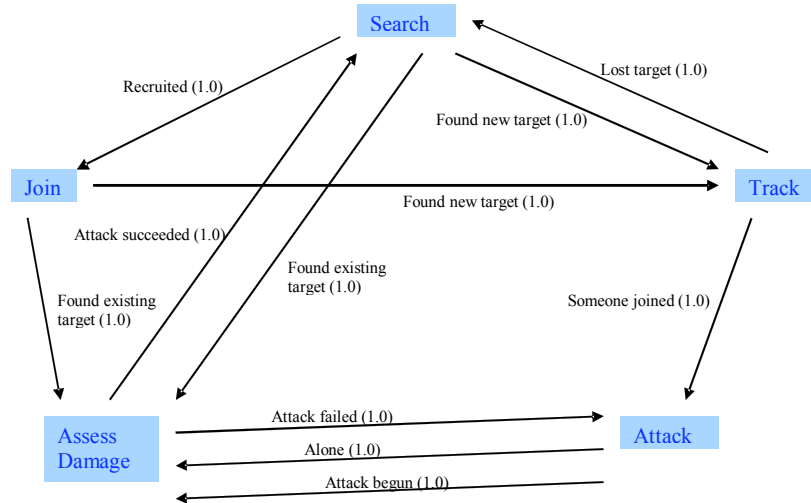 Search
Lost target (1.0)
Recruited (1.0)
Found new target (1.0)
Join
Track
Found new target (1.0)
Attack succeeded (1.0)
Found existing
target (1.0)
Found existing
target (1.0)
Someone joined (1.0)
Assess
Damage
Attack failed (1.0)
Attack
Alone (1.0)
Attack begun (1.0)